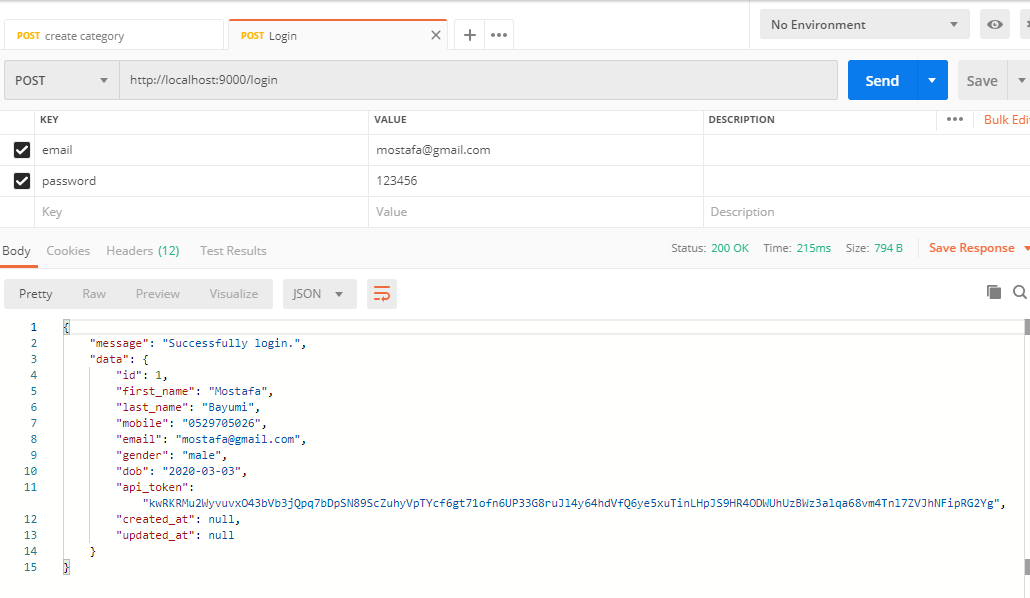 POST create category
POST Login
No Environment
POST http://localhost:9000/login Send Save
KEY VALUE DESCRIPTION Bulk Edi
email mostafa@gmail.com
password 123456
Key Value Description
Body Cookies Headers (12) Test Results Status: 200 OK Time: 215ms Size: 794 B Save Response
Pretty Raw Preview Visualize JSON
1 {
2 "message": "Successfully login.",
3 "data": {
4 "id": 1,
5 "first_name": "Mostafa",
6 "last_name": "Bayumi",
7 "mobile": "0529705026",
8 "email": "mostafa@gmail.com",
9 "gender": "male",
10 "dob": "2020-03-03",
11 "api_token":
"kwRKRMu2WyvuvxO43bVb3jQpq7bDpSN89ScZuhyVpTYcf6gt71ofn6UP33G8ruJl4y64hdVfQ6ye5xuTinLHpJS9HR4ODWUhUzBWz3alqa68vm4Tnl7ZVJhNFipRG2Yg",
12 "created_at": null,
13 "updated_at": null
14 }
15 }